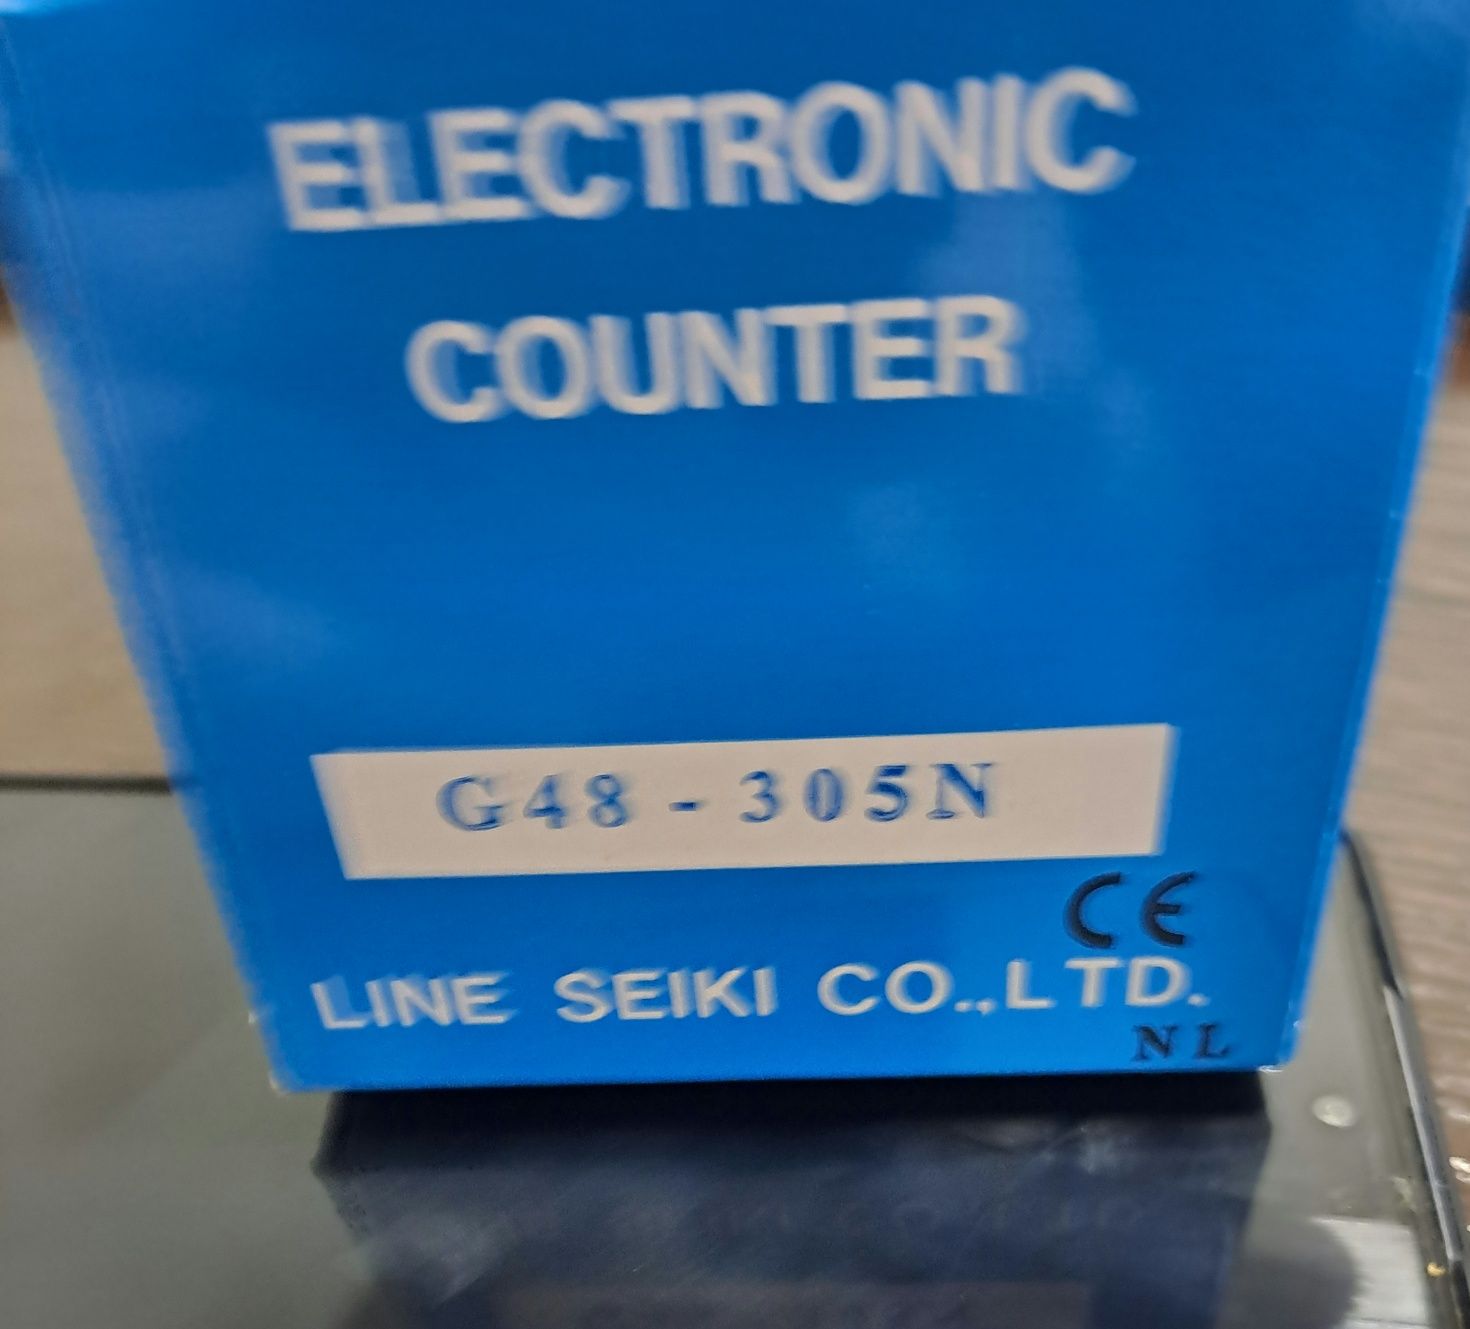 ELECTRONIC
COUNTER
G48-305N
CE
LINE SEIKI CO.,LTD.
NL